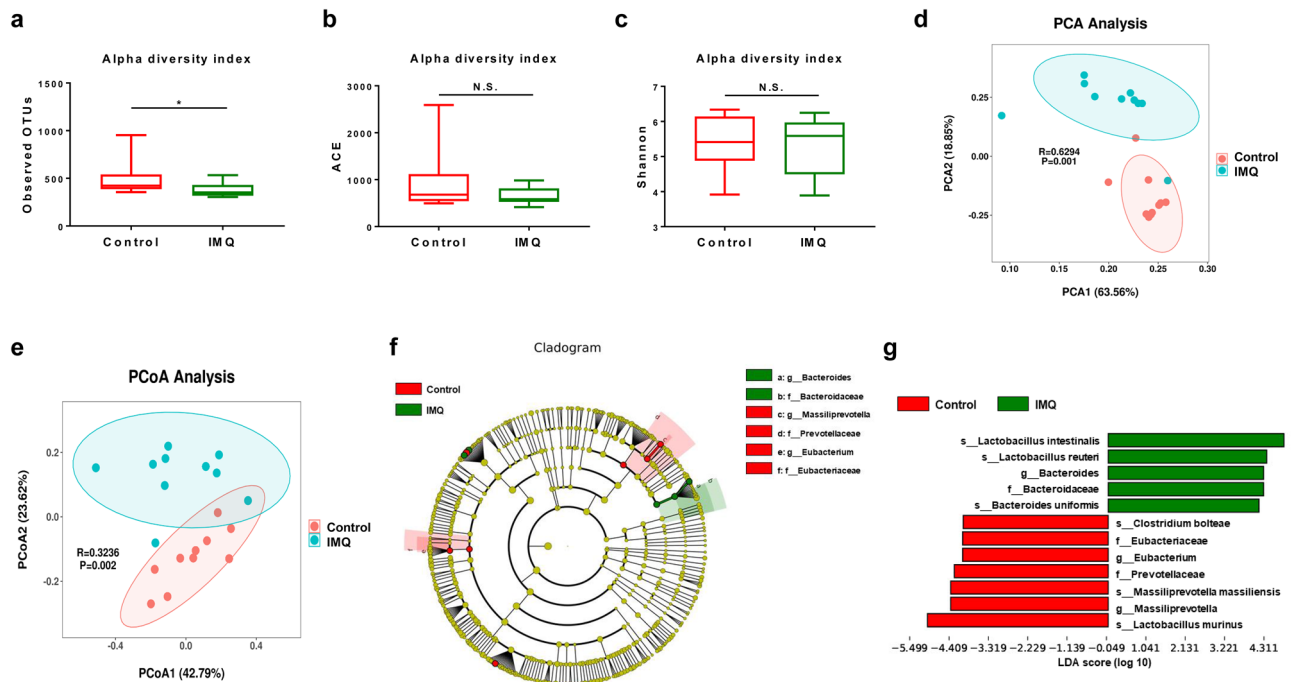 a
Alpha diversity index
*
1500
1000
500
0
Observed OTUs
Control
IMQ
b
Alpha diversity index
N.S.
3000
2000
1000
0
ACE
Control
IMQ
c
Alpha diversity index
N.S.
7
6
5
4
3
Shannon
Control
IMQ
d
PCA Analysis
0.25
0.00
-0.25
PCA2 (18.85%)
R=0.6294
P=0.001
Control
IMQ
0.10
0.20
0.25
0.30
PCA1 (63.56%)
e
PCoA Analysis
0.2
0.0
-0.2
PCoA2 (23.62%)
R=0.3236
P=0.002
Control
IMQ
-0.4
0.0
0.4
PCoA1 (42.79%)
f
Cladogram
Control
IMQ
a: g__Bacteroides
b: f__Bacteroidaceae
c: g__Massiliprevotella
d: f__Prevotellaceae
e: g__Eubacterium
f: f__Eubacteriaceae
g
Control
IMQ
s__Lactobacillus intestinalis
s__Lactobacillus reuteri
g__Bacteroides
f__Bacteroidaceae
s__Bacteroides uniformis
s__Clostridium bolteae
f__Eubacteriaceae
g__Eubacterium
f__Prevotellaceae
s__Massiliprevotella massiliensis
g__Massiliprevotella
s__Lactobacillus murinus
−5.499 −4.409 −3.319 −2.229 −1.139 −0.049 1.041 2.131 3.221 4.311
LDA score (log 10)